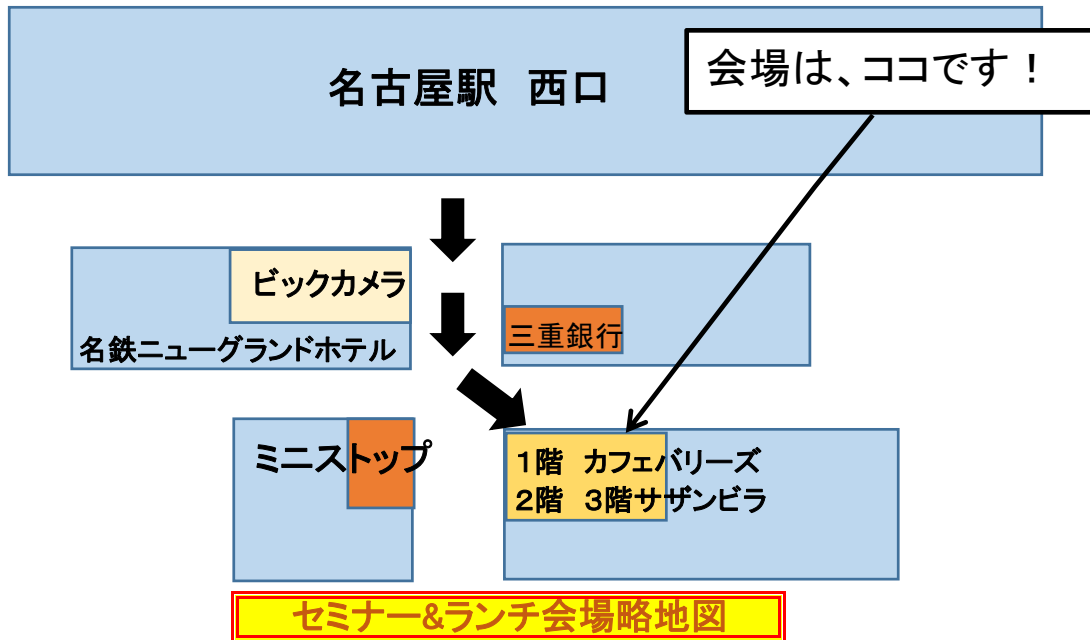 名古屋駅　西口
会場は、ココです！
ビックカメラ
名鉄ニューグランドホテル
三重銀行
ミニストップ
１階　カフェバリーズ
２階　３階サザンビラ
セミナー&ランチ会場略地図